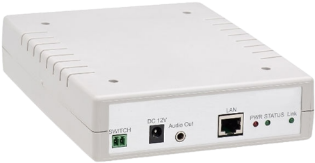 SWITCH
DC 12V
Audio Out
LAN
PWR STATUS Link